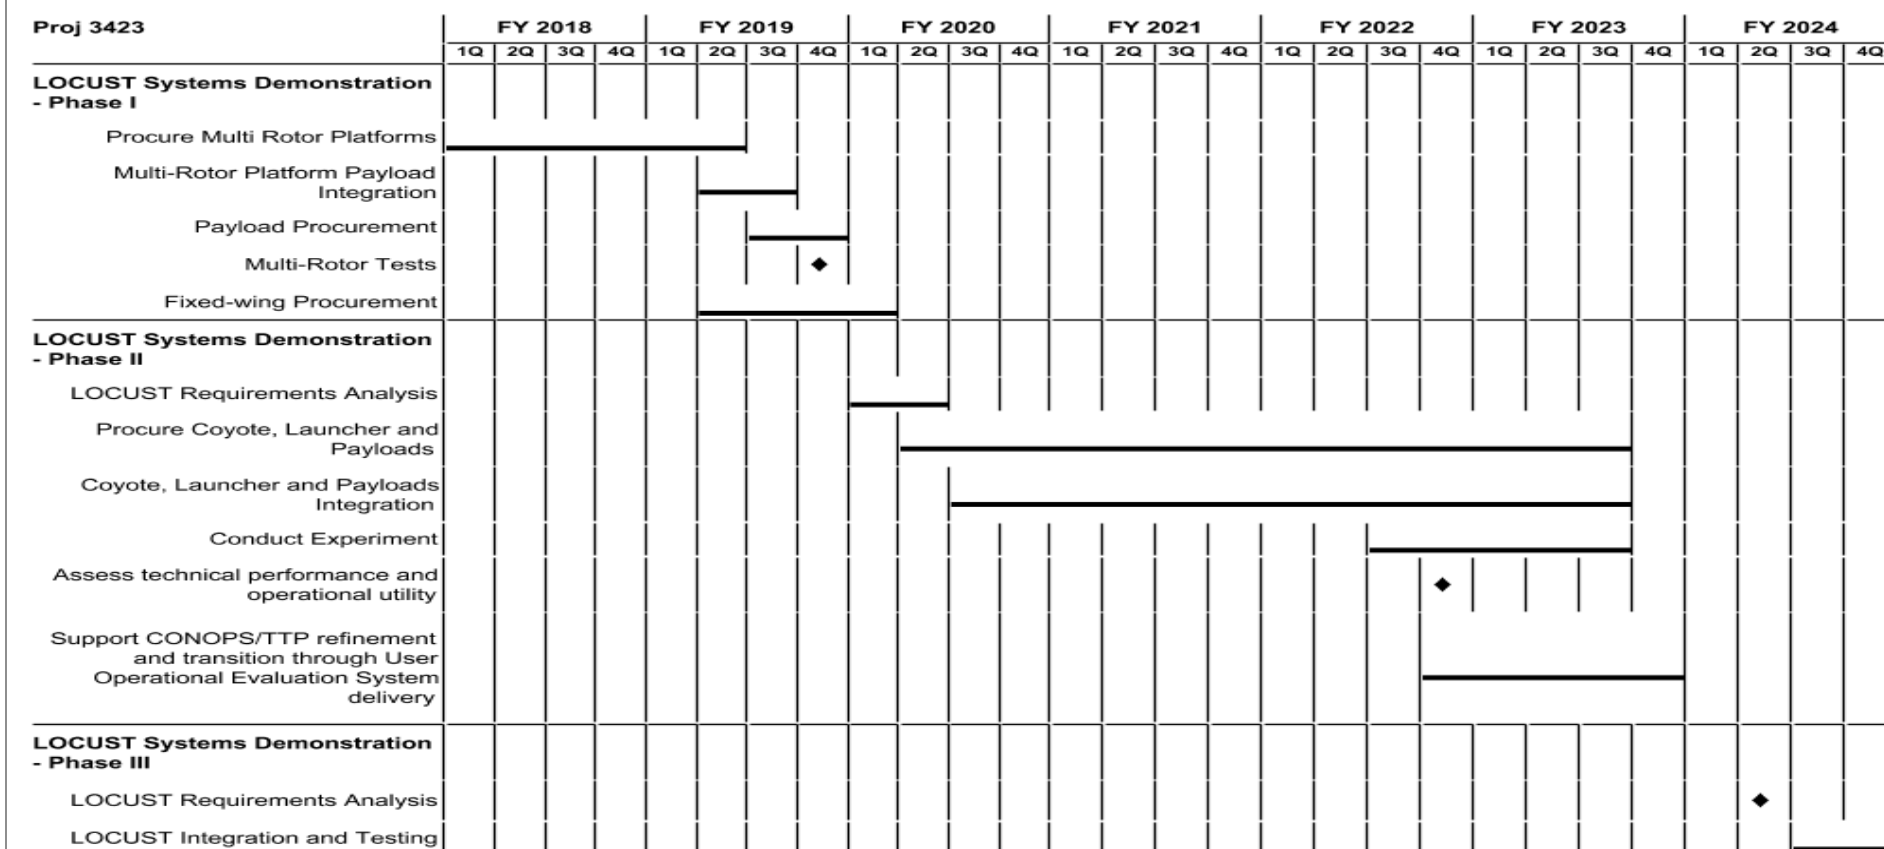 Proj 3423 FY 2018 FY 2019 FY 2020 FY 2021 FY 2022 FY 2023 FY 2024
1Q 2Q 3Q 4Q 1Q 2Q 3Q 4Q 1Q 2Q 3Q 4Q 1Q 2Q 3Q 4Q 1Q 2Q 3Q 4Q 1Q 2Q 3Q 4Q 1Q 2Q 3Q 4Q
LOCUST Systems Demonstration
- Phase I
Procure Multi Rotor Platforms
Multi-Rotor Platform Payload
Integration
Payload Procurement
Multi-Rotor Tests
Fixed-wing Procurement
LOCUST Systems Demonstration
- Phase II
LOCUST Requirements Analysis
Procure Coyote, Launcher and
Payloads
Coyote, Launcher and Payloads
Integration
Conduct Experiment
Assess technical performance and
operational utility
Support CONOPS/TTP refinement
and transition through User
Operational Evaluation System
delivery
LOCUST Systems Demonstration
- Phase III
LOCUST Requirements Analysis
LOCUST Integration and Testing